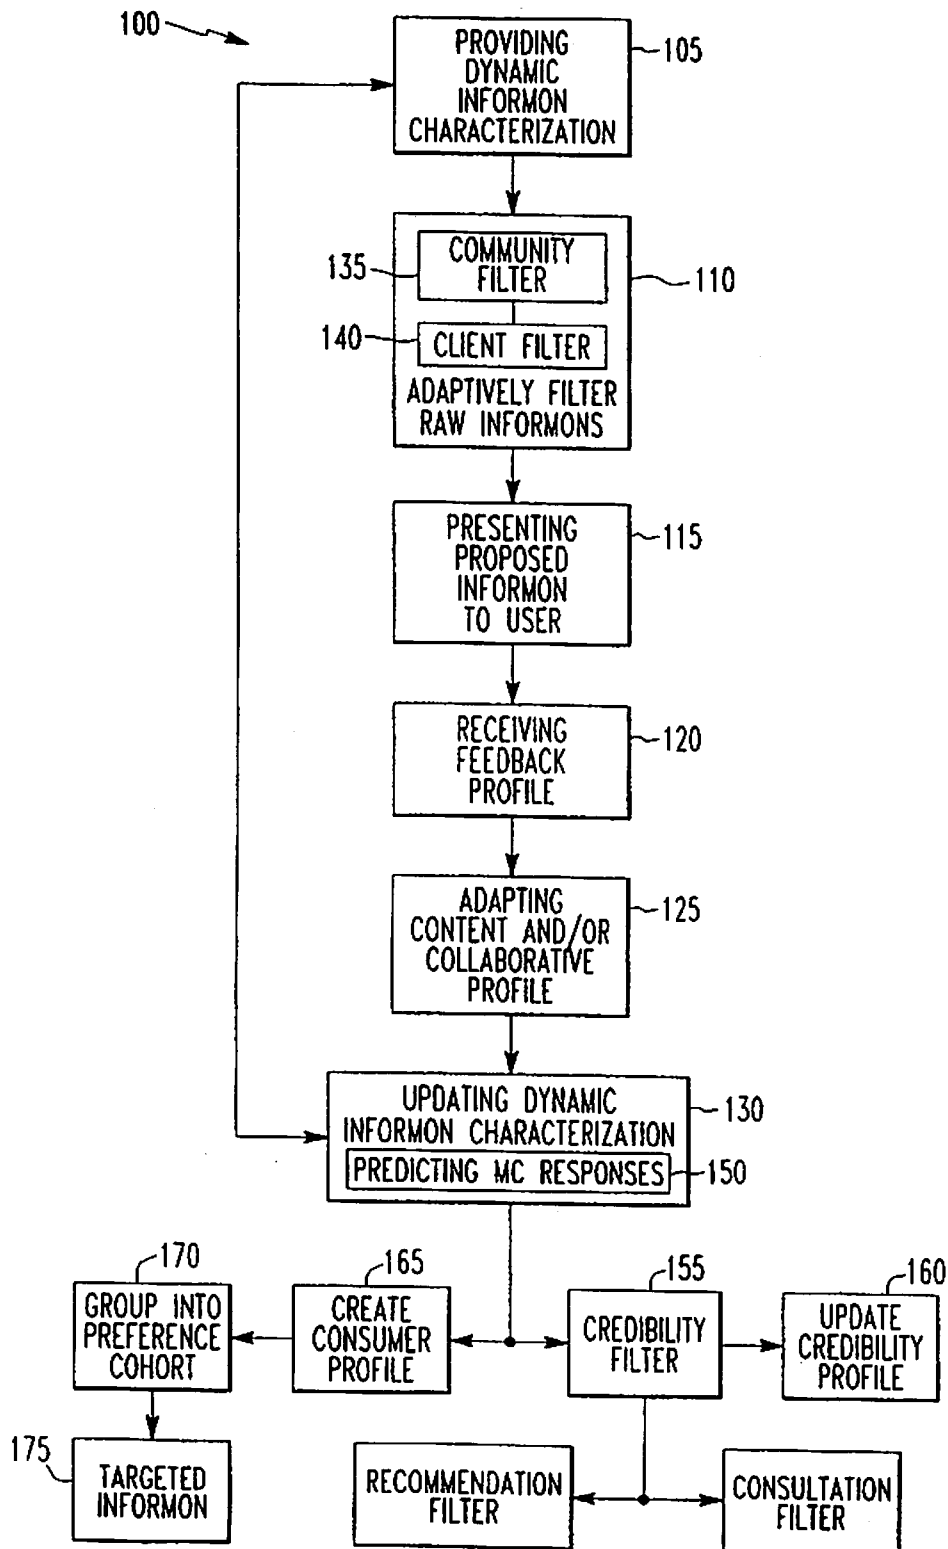 100
PROVIDING
DYNAMIC
INFORMON
CHARACTERIZATION
105
COMMUNITY
FILTER
135
110
140
CLIENT FILTER
ADAPTIVELY FILTER
RAW INFORMONS
PRESENTING
PROPOSED
INFORMON
TO USER
115
RECEIVING
FEEDBACK
PROFILE
120
ADAPTING
CONTENT AND/OR
COLLABORATIVE
PROFILE
125
UPDATING DYNAMIC
INFORMON CHARACTERIZATION
130
PREDICTING MC RESPONSES
150
170
GROUP INTO
PREFERENCE
COHORT
165
CREATE
CONSUMER
PROFILE
155
CREDIBILITY
FILTER
160
UPDATE
CREDIBILITY
PROFILE
175
TARGETED
INFORMON
RECOMMENDATION
FILTER
CONSULTATION
FILTER